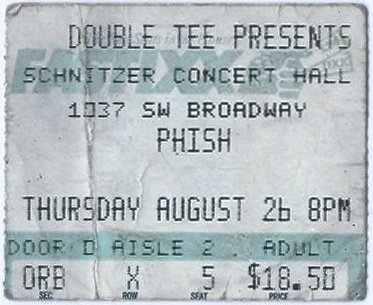 DOUBLE TEE PRESENTS
SCHNITZER CONCERT HALL
1037 SW BROADWAY
PHISH
THURSDAY AUGUST 26 8PM
DOOR D AISLE 2 ADULT
ORB X 5 $18.50
SEC ROW SEAT PRICE